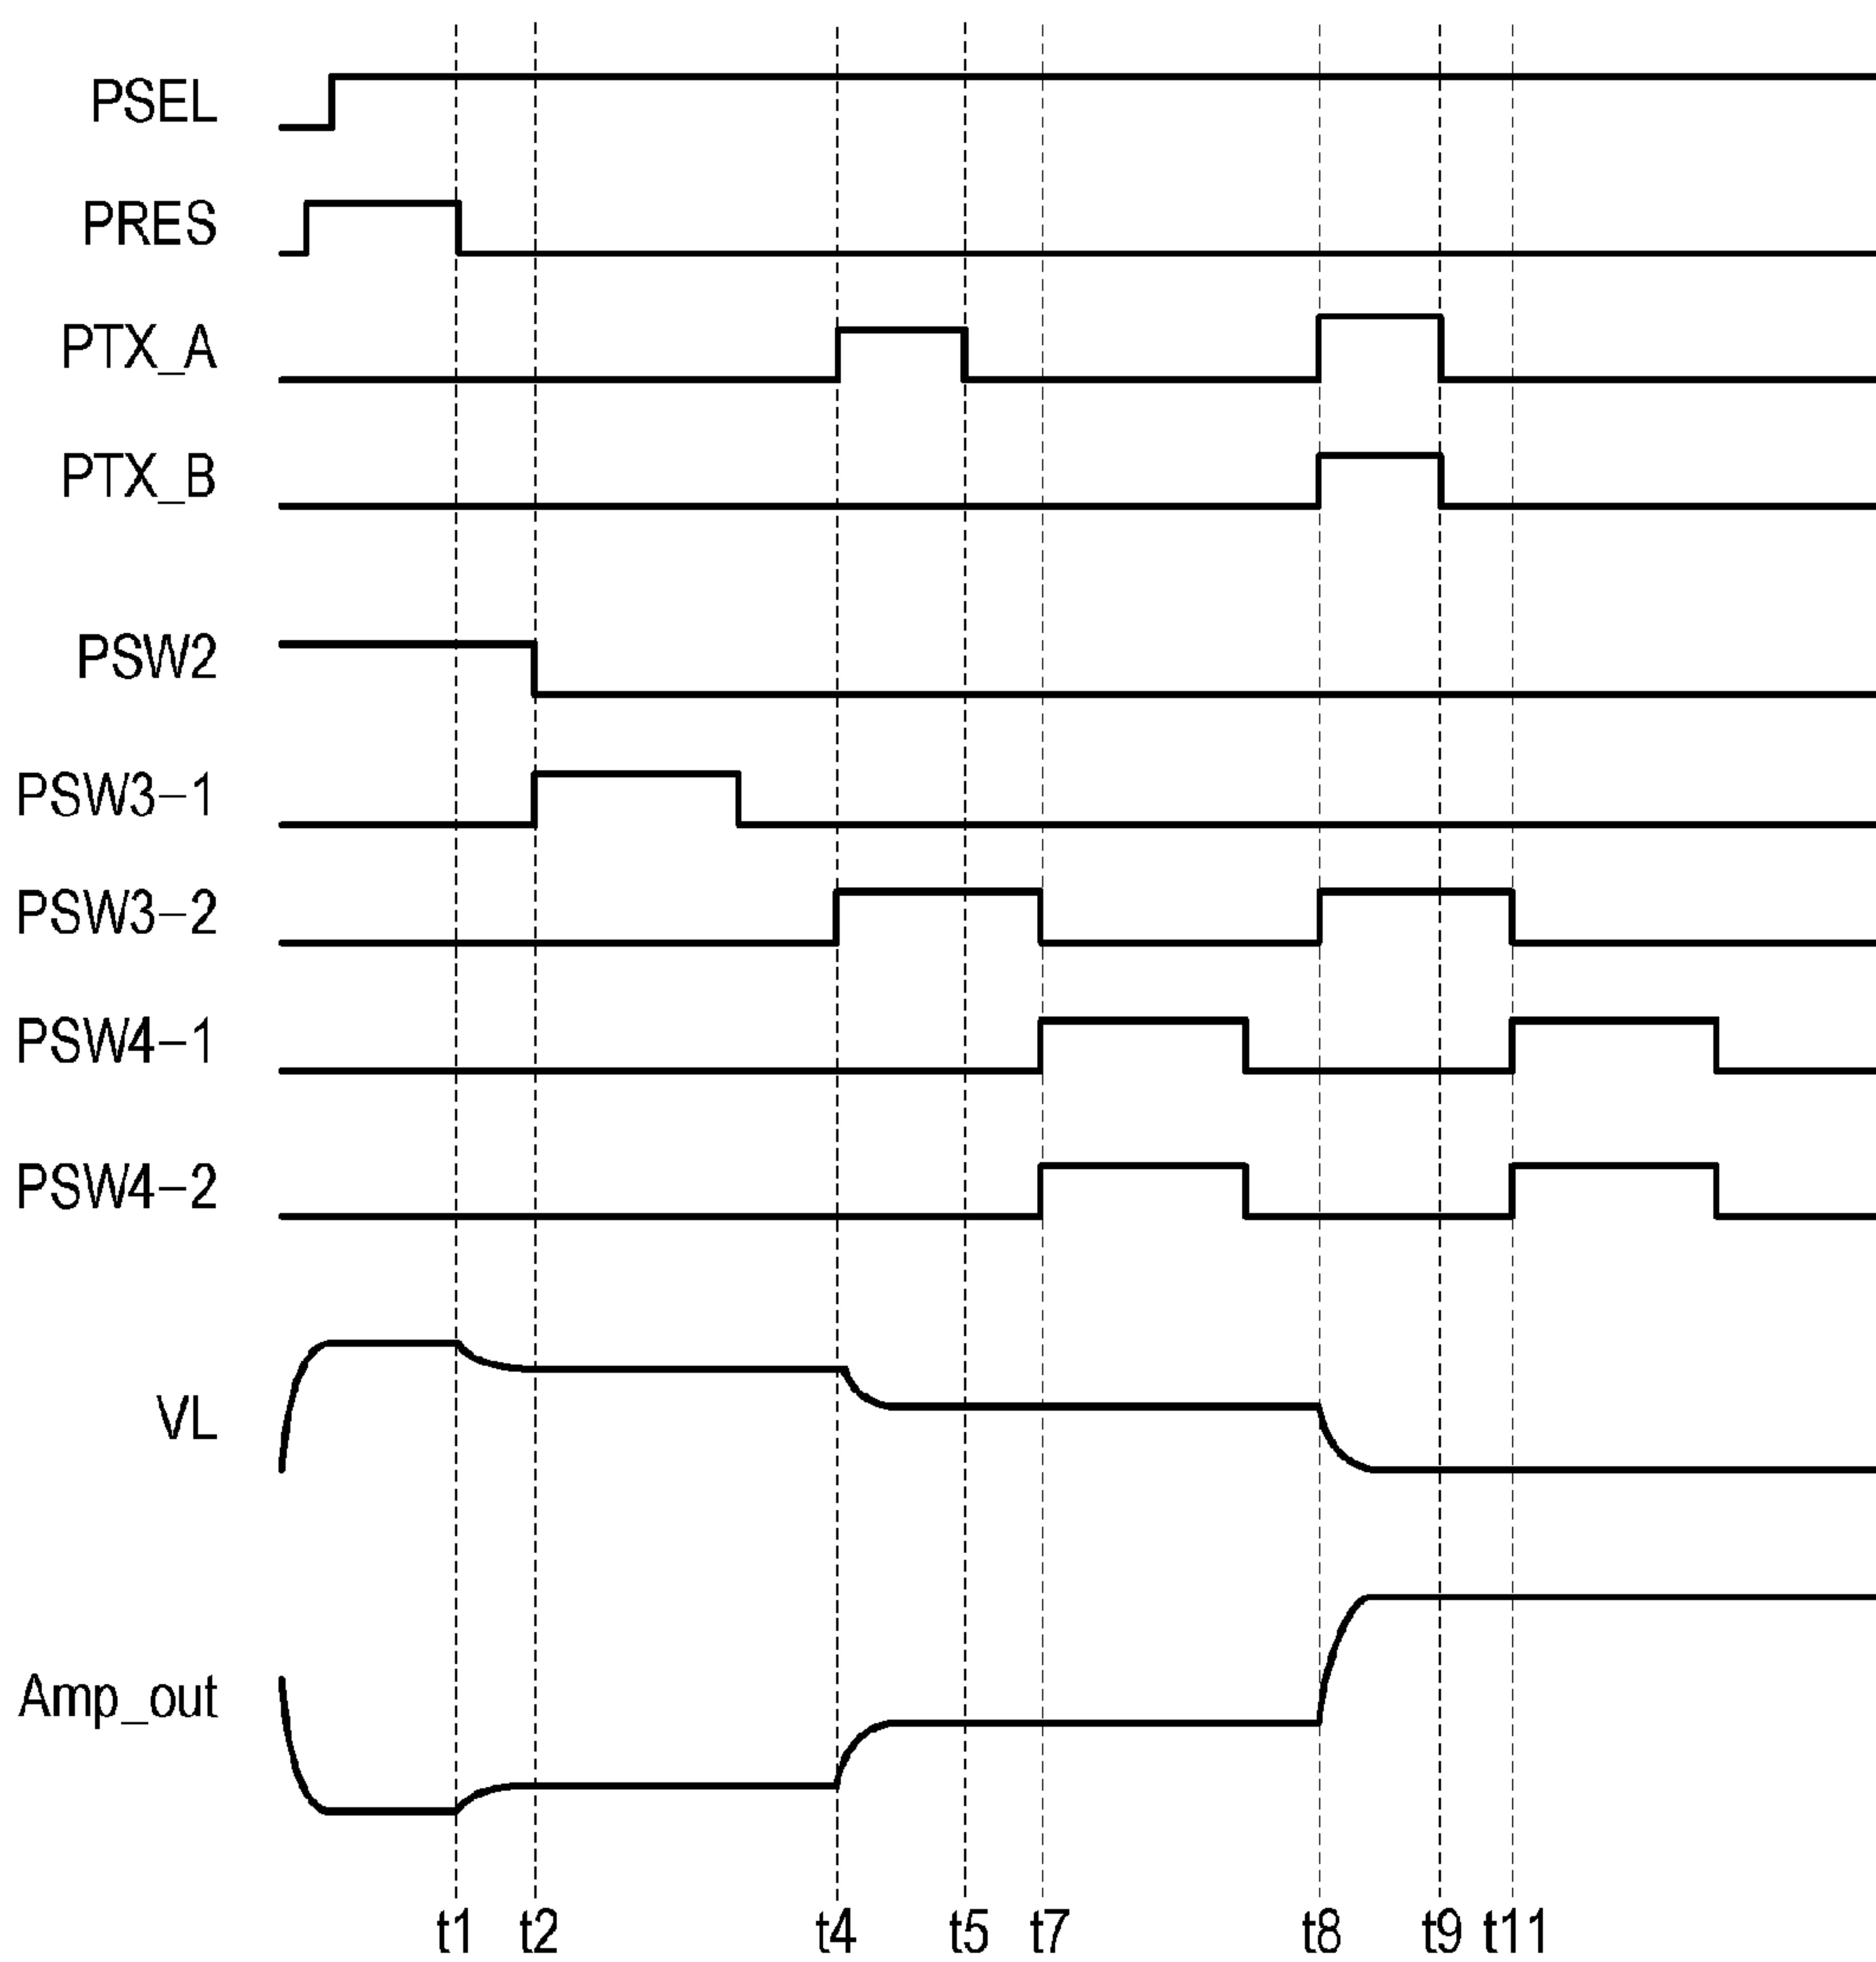 PSEL
PRES
PTX_A
PTX_B
PSW2
PSW3–1
PSW3–2
PSW4–1
PSW4–2
VL
Amp_out
t1 t2 t4 t5 t7 t8 t9 t11